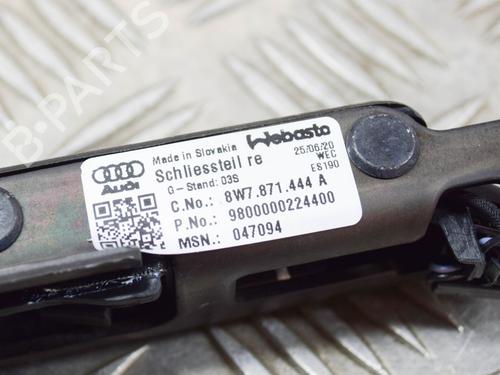 B-PARTS
Made in Slovakia
Webasto
Audi
Schliessteil re
25/06/20
WEC
ES190
Q- Stand: 03S
C.No.: 8W7.871.444 A
P.No.: 9800000224400
MSN.: 047094